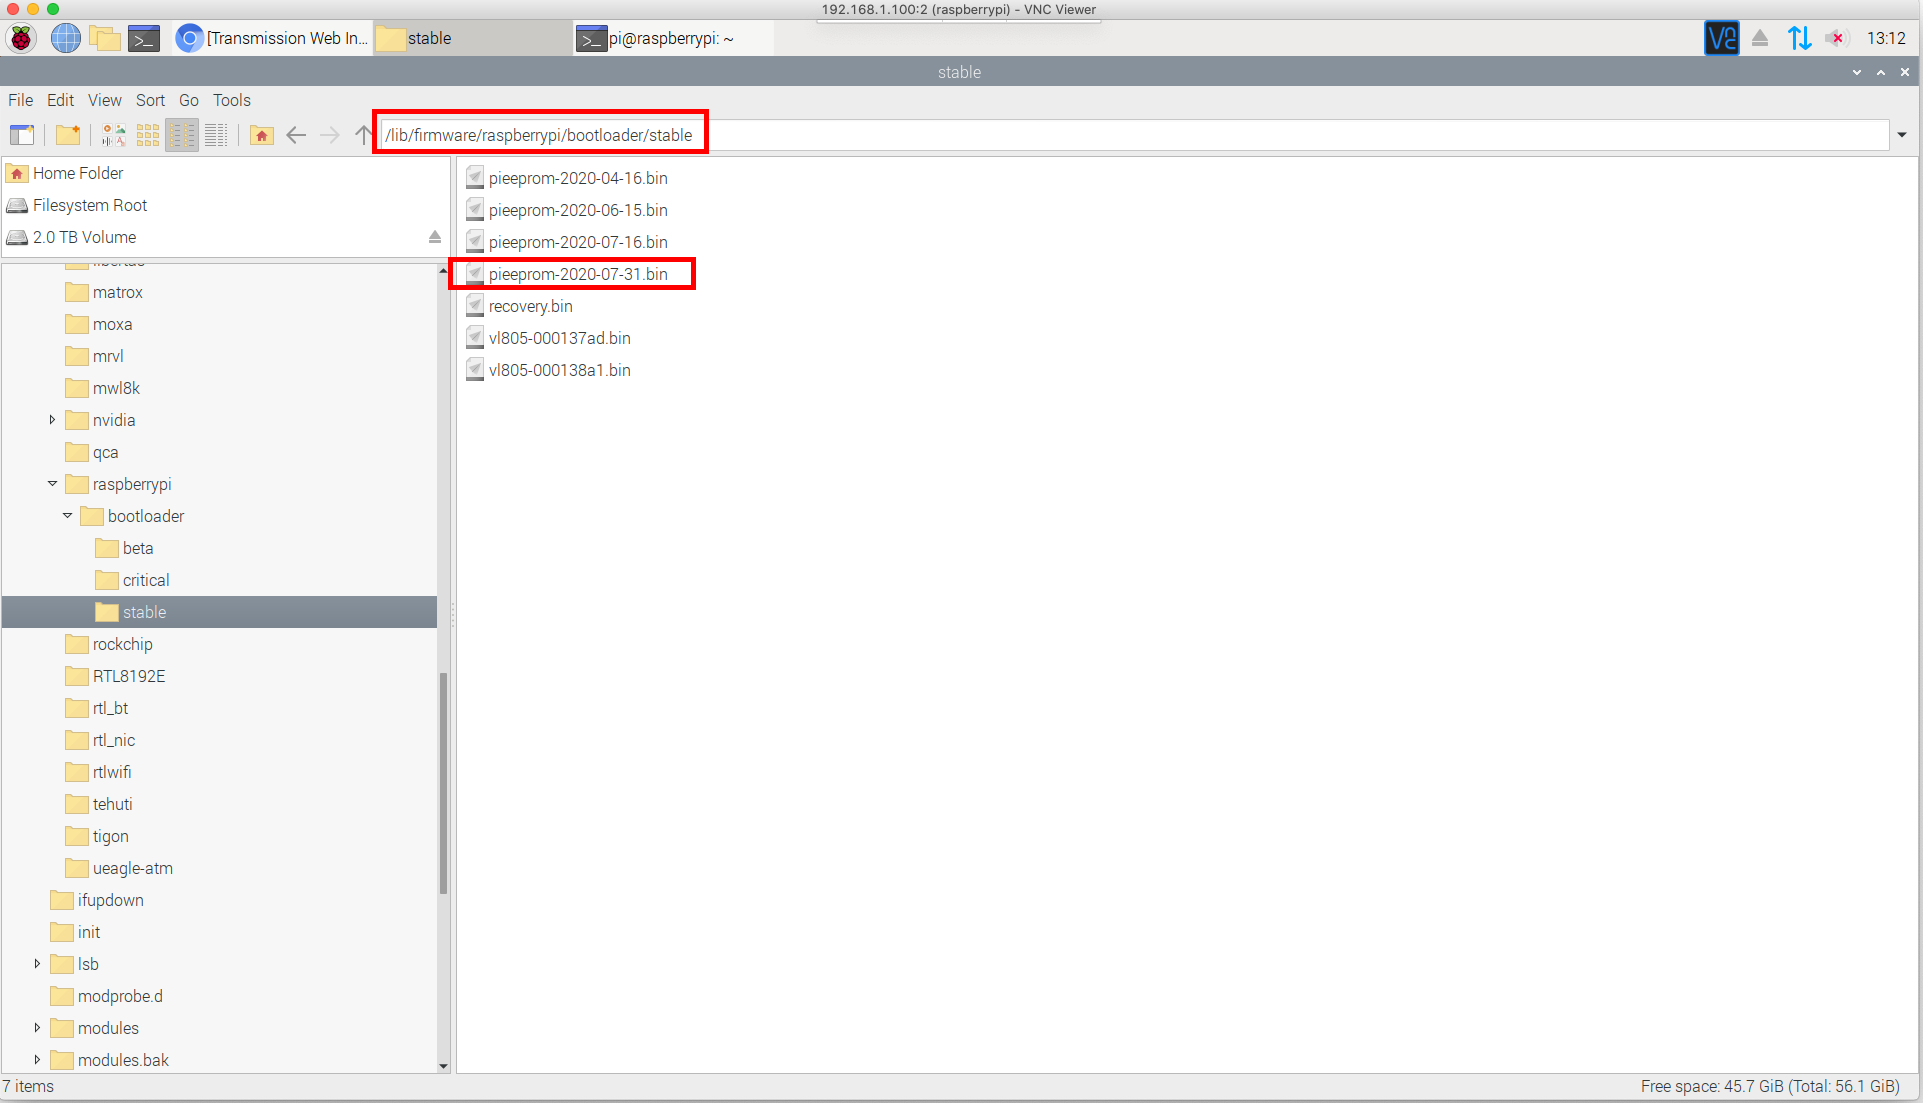 192.168.1.100:2 (raspberrypi) - VNC Viewer
[Transmission Web In...
stable
pi@raspberrypi: ~
13:12
stable
File Edit View Sort Go Tools
/lib/firmware/raspberrypi/bootloader/stable
Home Folder
Filesystem Root
2.0 TB Volume
libertas
matrox
moxa
mrvl
mwl8k
nvidia
qca
raspberrypi
bootloader
beta
critical
stable
rockchip
RTL8192E
rtl_bt
rtl_nic
rtlwifi
tehuti
tigon
ueagle-atm
ifupdown
init
lsb
modprobe.d
modules
modules.bak
pieeprom-2020-04-16.bin
pieeprom-2020-06-15.bin
pieeprom-2020-07-16.bin
pieeprom-2020-07-31.bin
recovery.bin
vl805-000137ad.bin
vl805-000138a1.bin
7 items
Free space: 45.7 GiB (Total: 56.1 GiB)